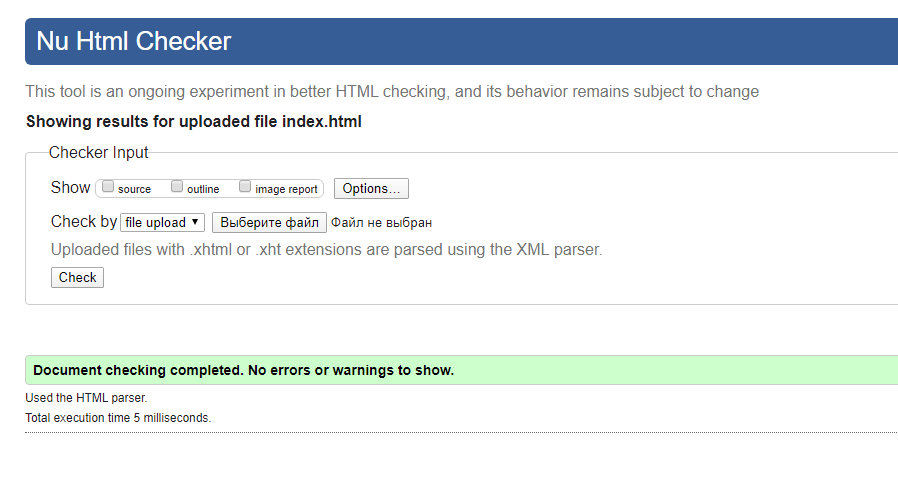 Nu Html Checker
This tool is an ongoing experiment in better HTML checking, and its behavior remains subject to change
Showing results for uploaded file index.html
Checker Input
Show source outline image report Options...
Check by file upload Выберите файл Файл не выбран
Uploaded files with .xhtml or .xht extensions are parsed using the XML parser.
Check
Document checking completed. No errors or warnings to show.
Used the HTML parser.
Total execution time 5 milliseconds.